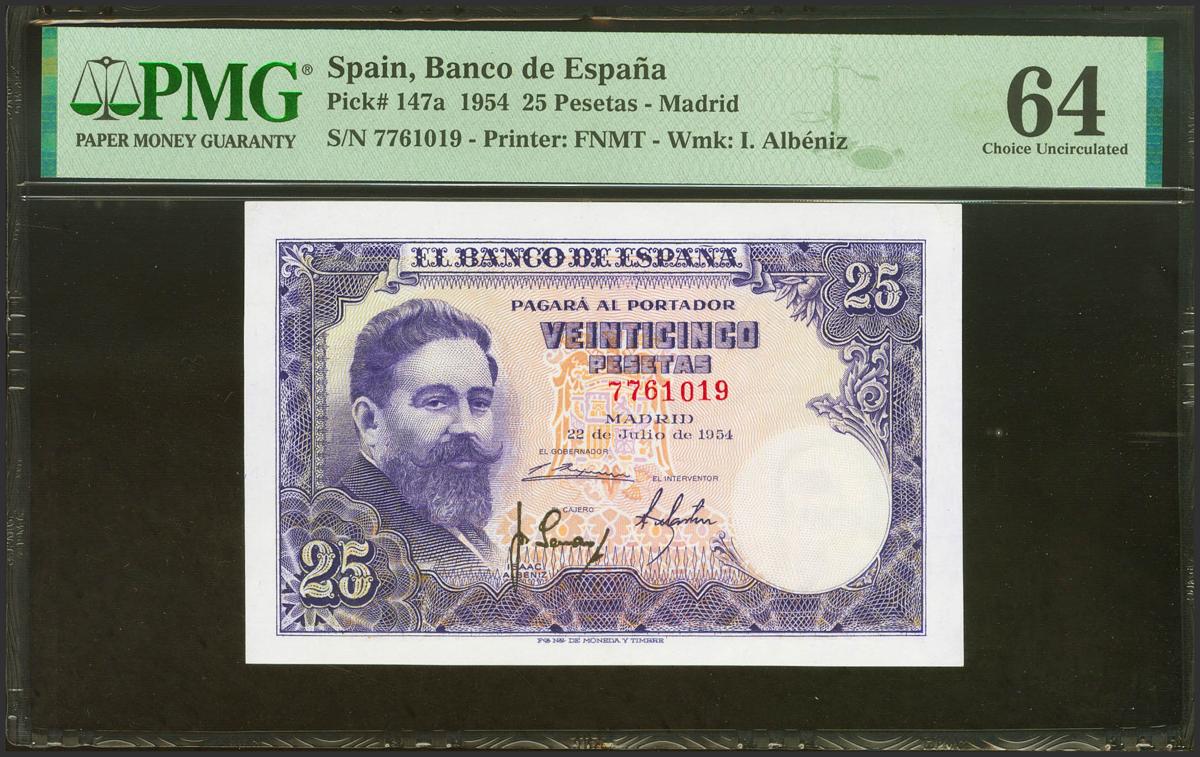 PMG®
PAPER MONEY GUARANTY
Spain, Banco de España
Pick# 147a 1954 25 Pesetas - Madrid
S/N 7761019 - Printer: FNMT - Wmk: I. Albéniz
64
Choice Uncirculated
EL BANCO DE ESPAÑA
25
PAGARÁ AL PORTADOR
VEINTICINCO
PESETAS
7761019
MADRID
22 de Julio de 1954
EL GOBERNADOR
EL INTERVENTOR
CAJERO
25
ISAAC
ALBENIZ
FCA NAL DE MONEDA Y TIMBRE